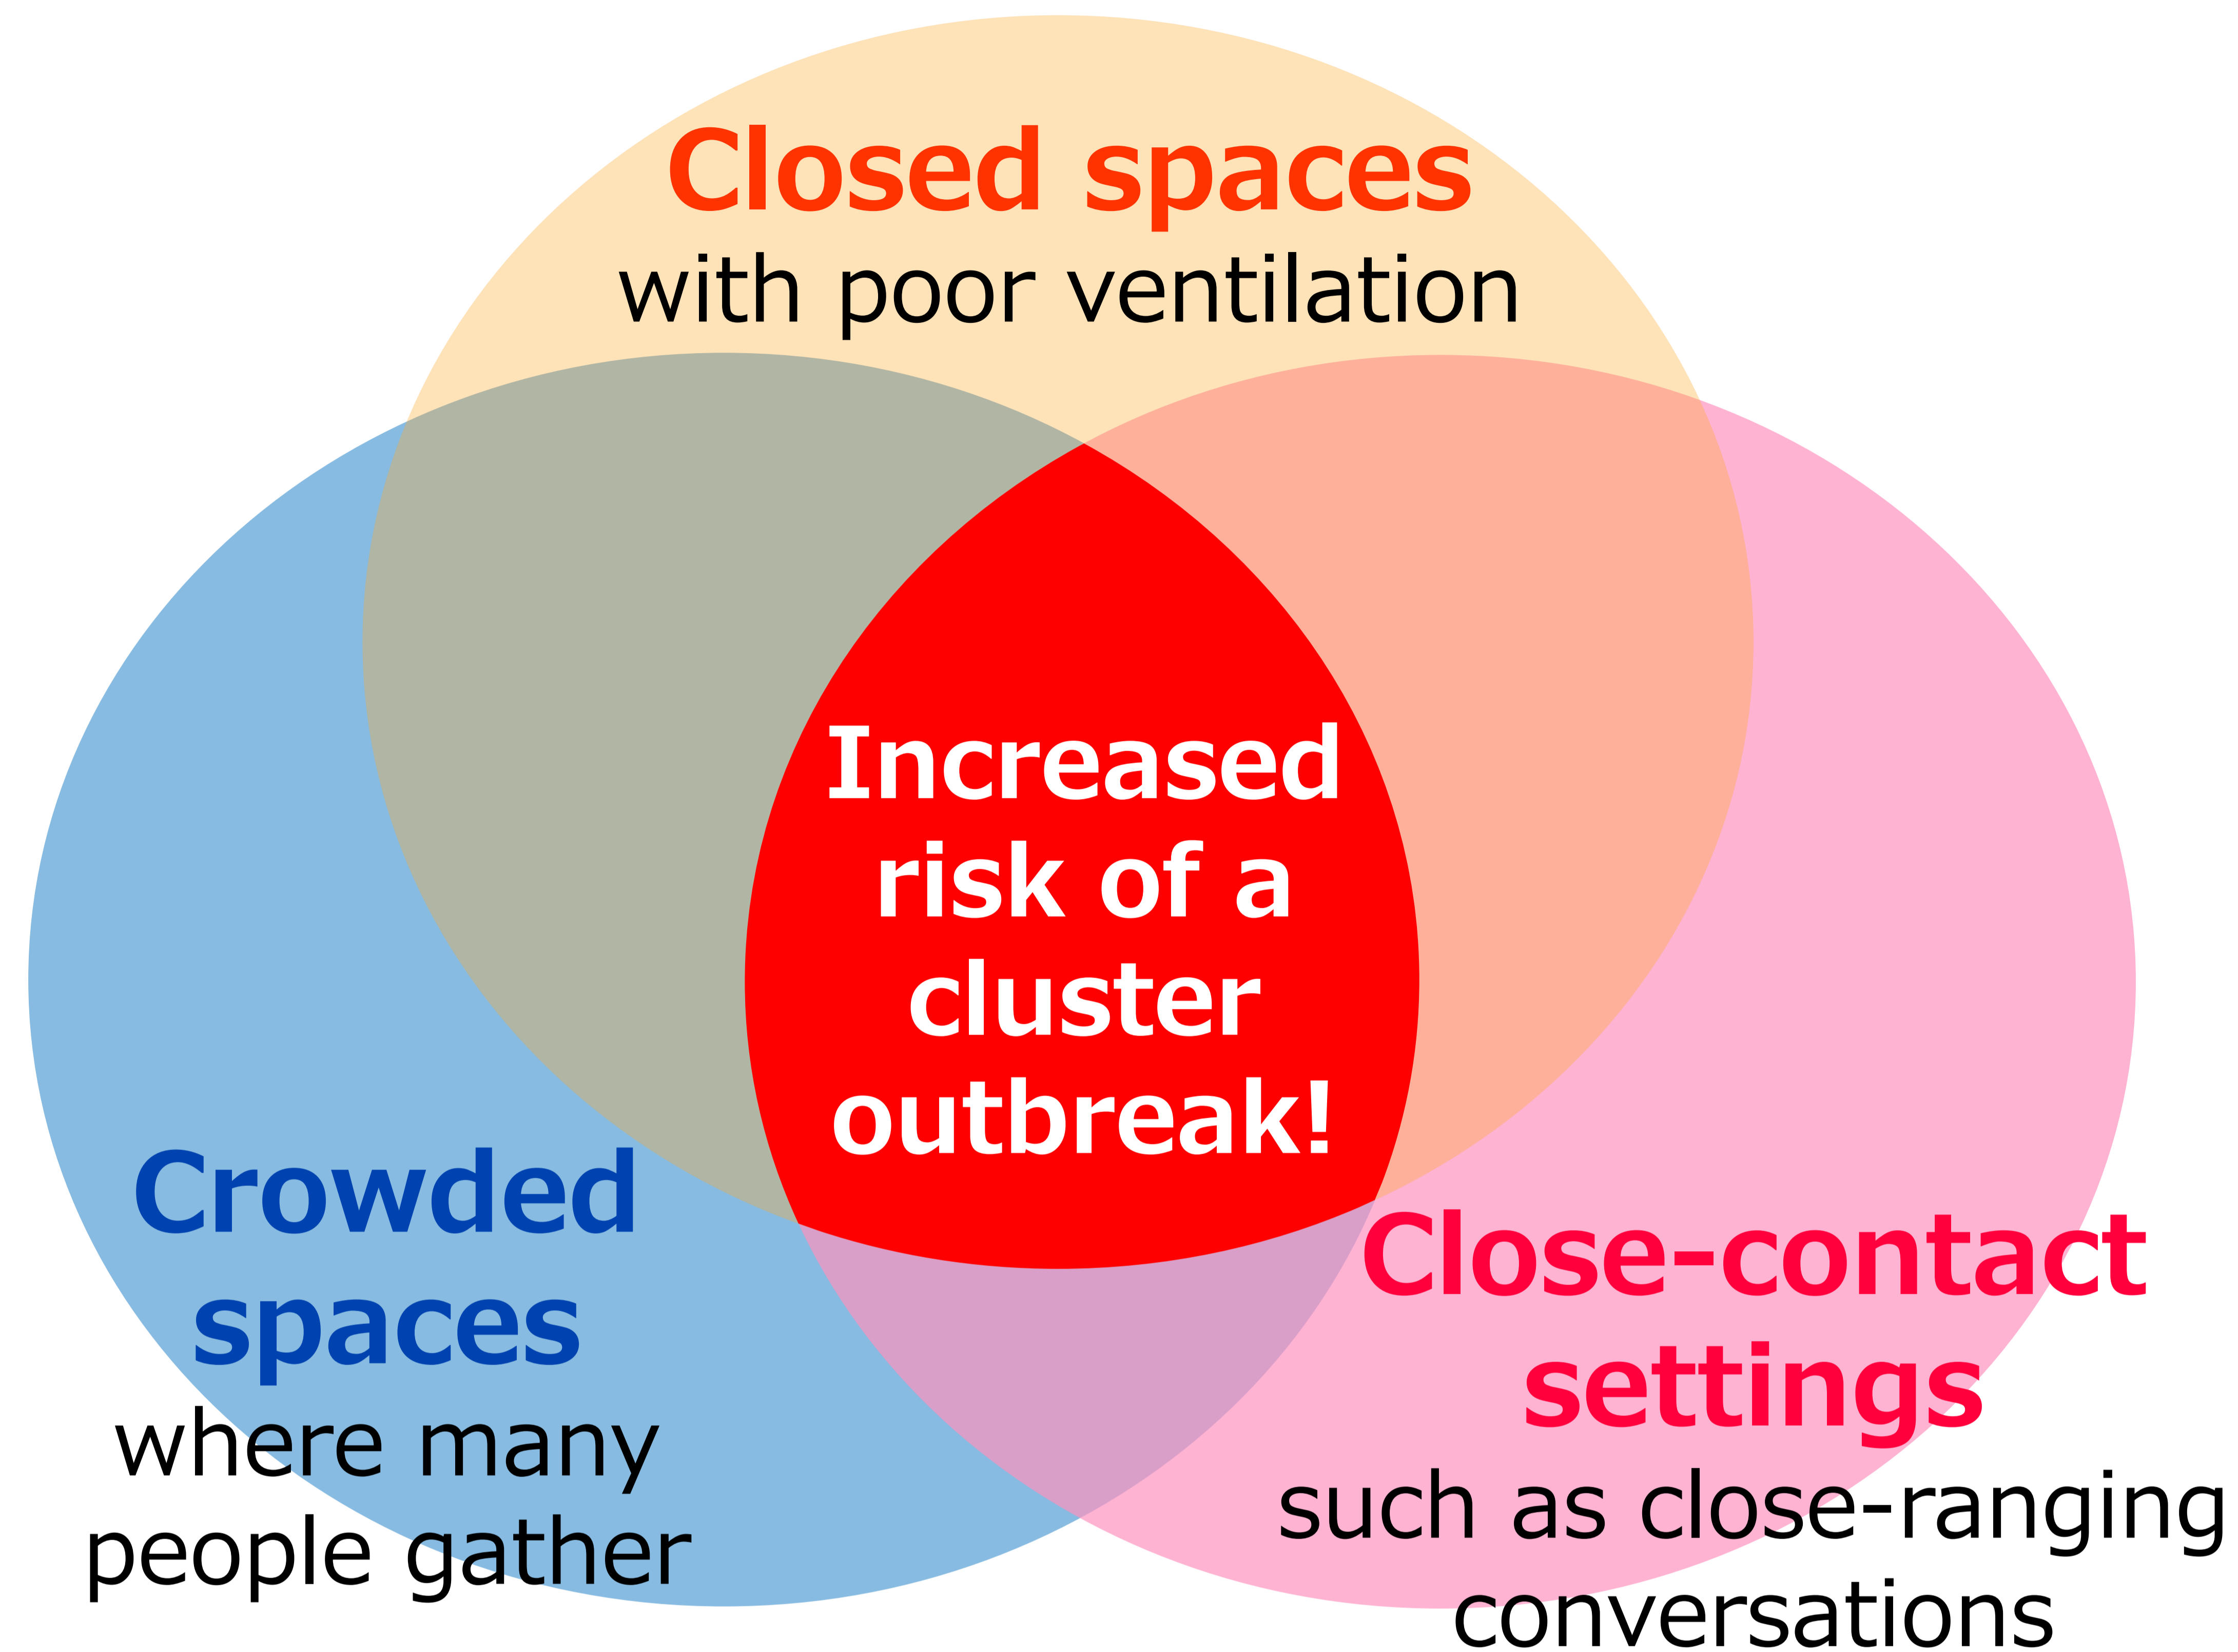 Closed spaces
with poor ventilation
Increased
risk of a
cluster
outbreak!
Crowded
spaces
where many
people gather
Close-contact
settings
such as close-ranging
conversations